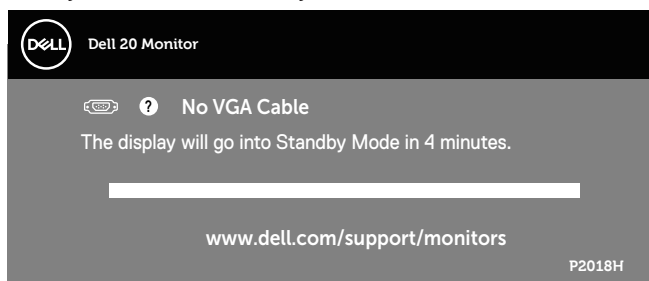 DELL
Dell 20 Monitor
? No VGA Cable
The display will go into Standby Mode in 4 minutes.
www.dell.com/support/monitors
P2018H